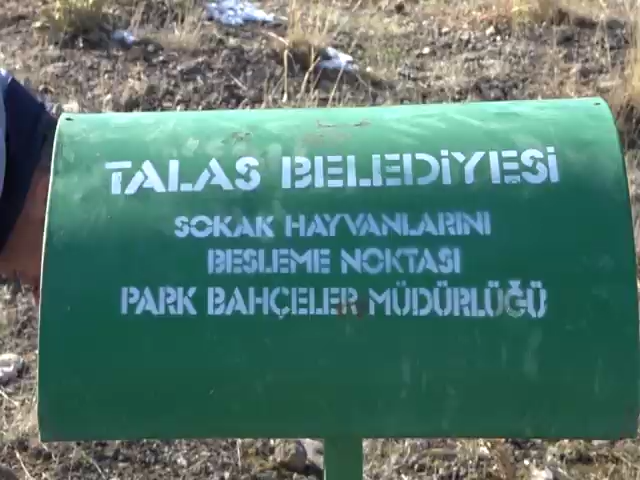 TALAS BELEDİYESİ
SOKAK HAYVANLARINI
BESLEME NOKTASI
PARK BAHÇELER MÜDÜRLÜĞÜ